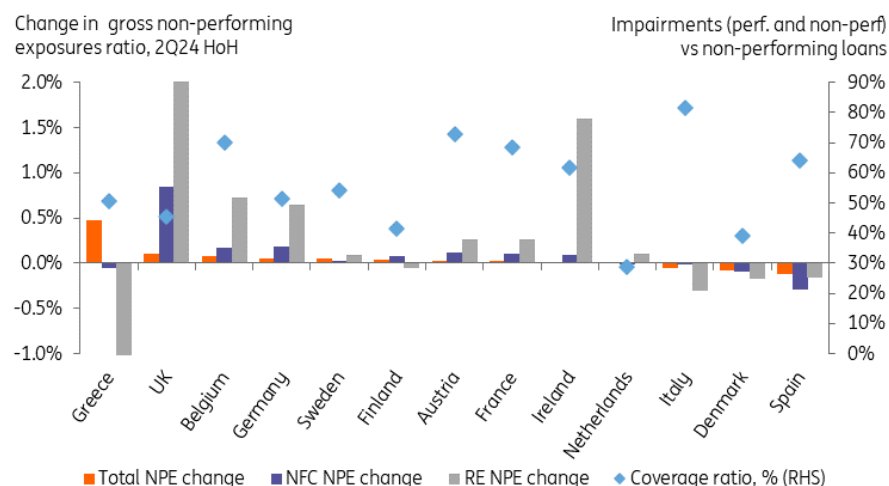 Change in gross non-performing
exposures ratio, 2Q24 HoH
Impairments (perf. and non-perf)
vs non-performing loans
2.0%
1.5%
1.0%
0.5%
0.0%
-0.5%
-1.0%
90%
80%
70%
60%
50%
40%
30%
20%
10%
0%
Greece
UK
Belgium
Germany
Sweden
Finland
Austria
France
Ireland
Netherlands
Italy
Denmark
Spain
Total NPE change
NFC NPE change
RE NPE change
Coverage ratio, % (RHS)